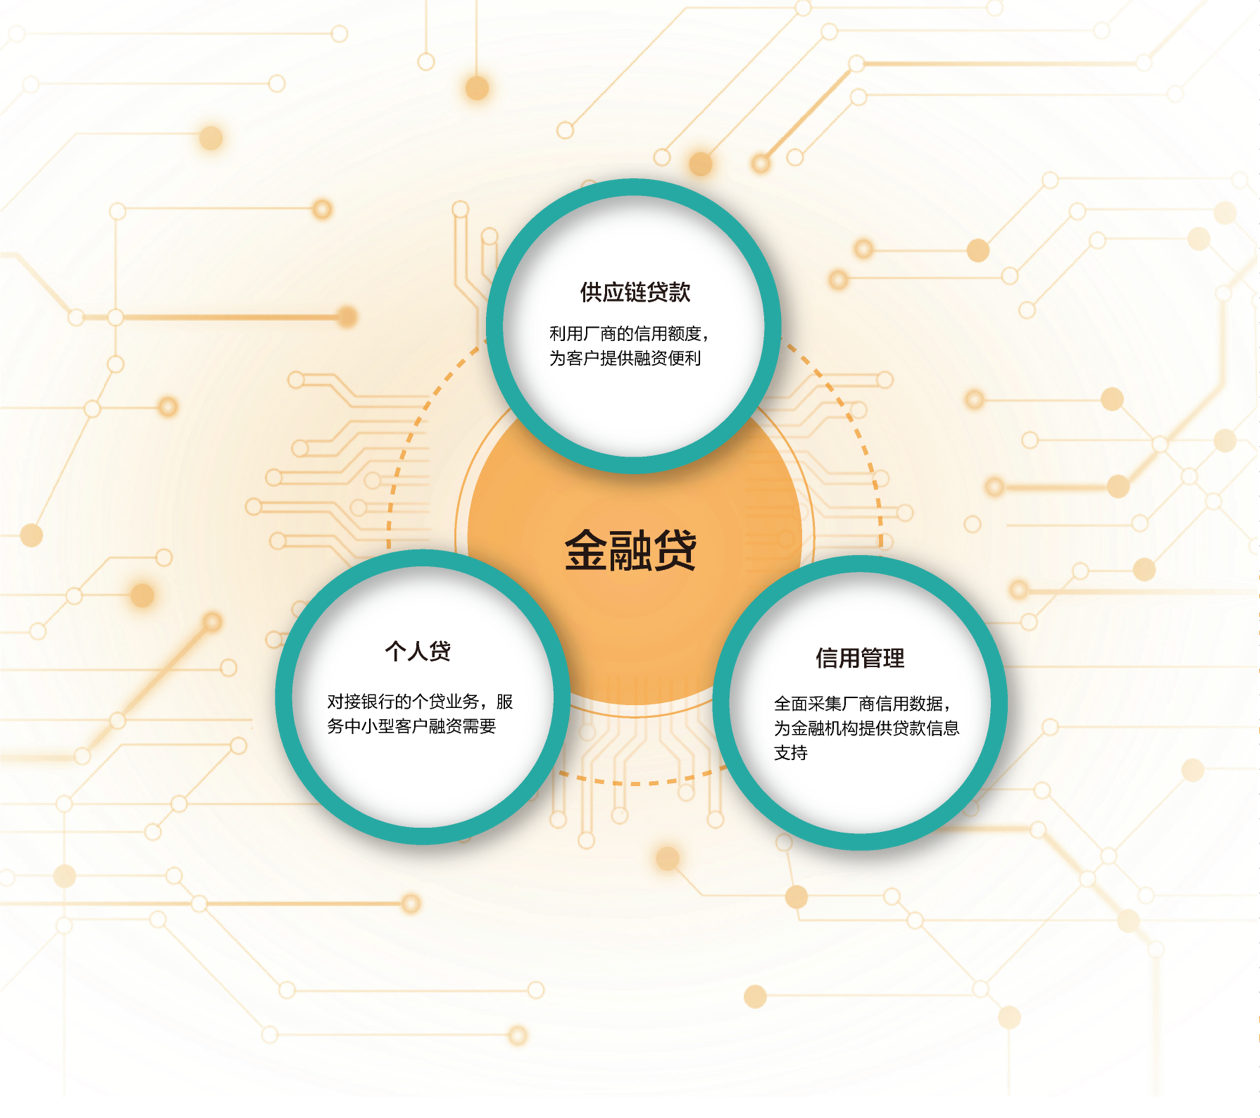 供应链贷款
利用厂商的信用额度，
为客户提供融资便利
金融贷
个人贷
对接银行的个贷业务，服
务中小型客户融资需要
信用管理
全面采集厂商信用数据，
为金融机构提供贷款信息
支持